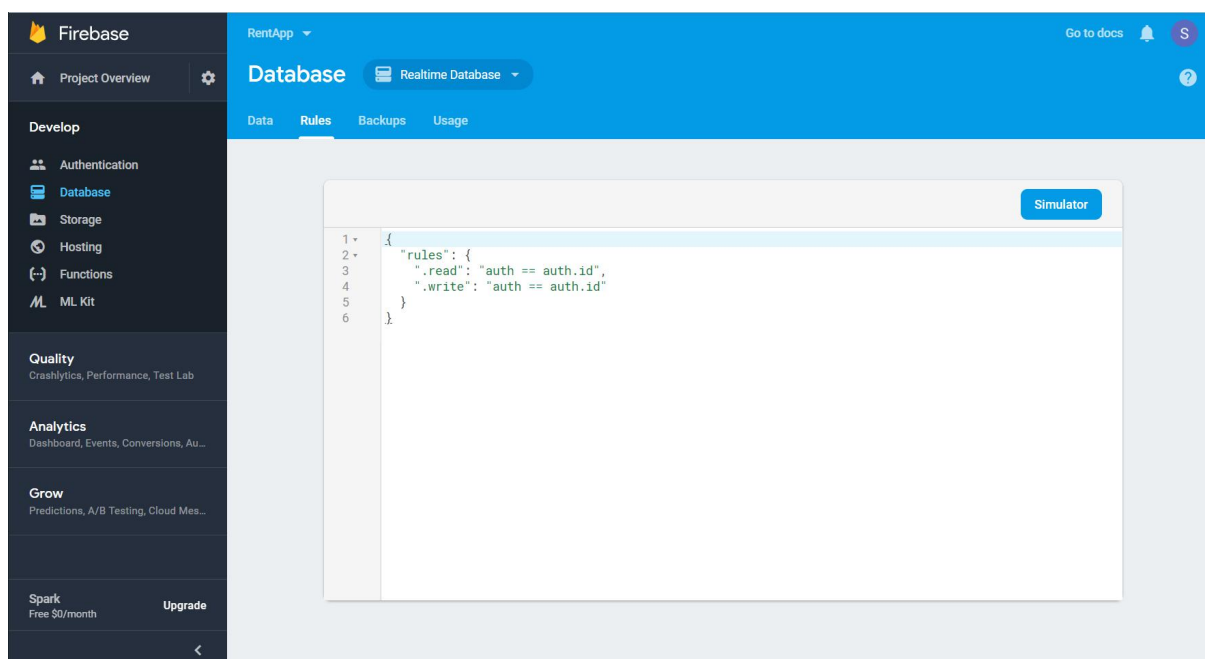 Firebase
Project Overview
Develop
Authentication
Database
Storage
Hosting
Functions
ML Kit
Quality
Crashlytics, Performance, Test Lab
Analytics
Dashboard, Events, Conversions, Au...
Grow
Predictions, A/B Testing, Cloud Mes...
Spark
Free $0/month
Upgrade
RentApp
Go to docs
S
Database
Realtime Database
?
Data Rules Backups Usage
Simulator
1 {
2 "rules": {
3 ".read": "auth == auth.id",
4 ".write": "auth == auth.id"
5 }
6 }